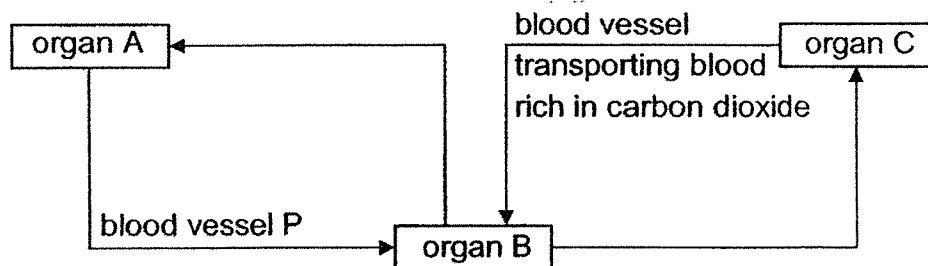 organ A
blood vessel
transporting blood
rich in carbon dioxide
organ C
blood vessel P
organ B